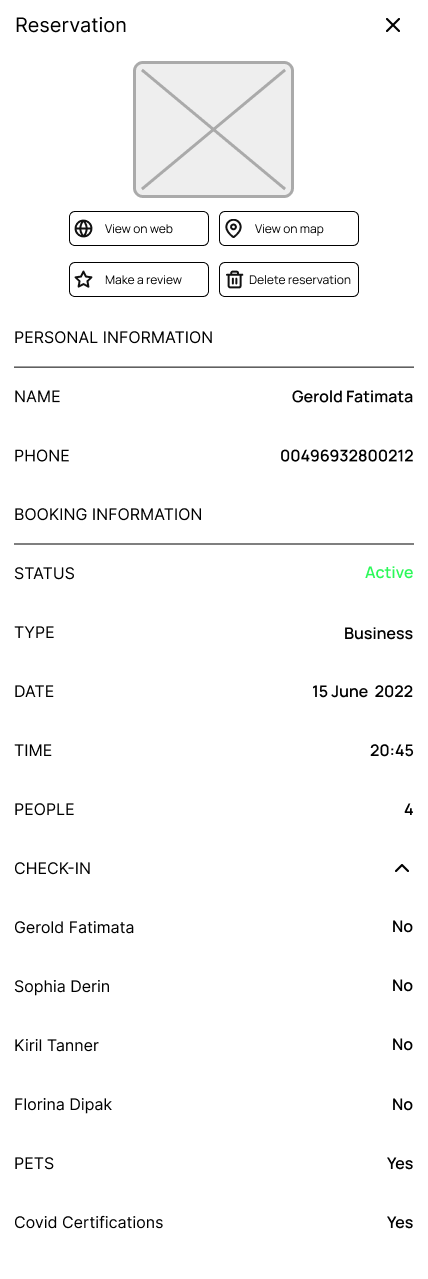 Reservation
View on web
View on map
Make a review
Delete reservation
PERSONAL INFORMATION
NAME Gerold Fatimata
PHONE 00496932800212
BOOKING INFORMATION
STATUS Active
TYPE Business
DATE 15 June 2022
TIME 20:45
PEOPLE 4
CHECK-IN
Gerold Fatimata No
Sophia Derin No
Kiril Tanner No
Florina Dipak No
PETS Yes
Covid Certifications Yes